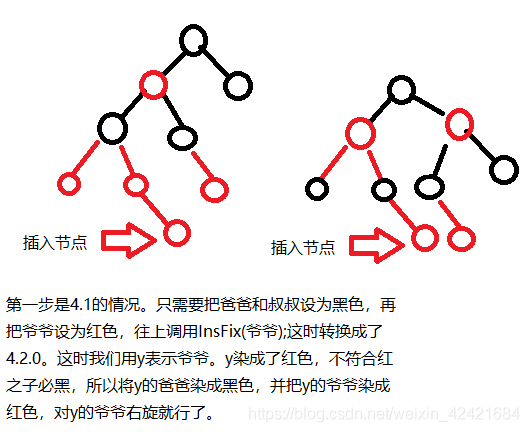 插入节点
插入节点
第一步是4.1的情况。只需要把爸爸和叔叔设为黑色，再
把爷爷设为红色，往上调用InsFix(爷爷);这时转换成了
4.2.0。这时我们用y表示爷爷。y染成了红色，不符合红
之子必黑，所以将y的爸爸染成黑色，并把y的爷爷染成
红色，对y的爷爷右旋就行了。
https://blog.csdn.net/weixin_42421684